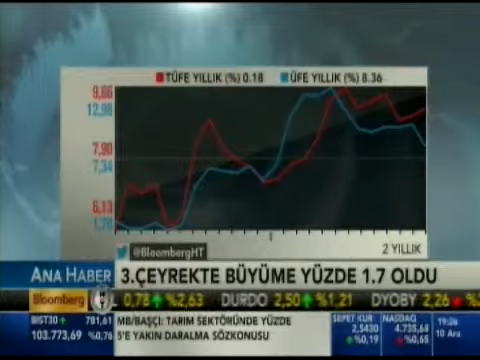 TÜFE YILLIK (%) 0.18 ÜFE YILLIK (%) 8.36
9,66
12,98
7,90
7,34
6,13
1,70
2 YILLIK
@BloombergHT
ANA HABER 3.ÇEYREKTE BÜYÜME YÜZDE 1.7 OLDU
Bloomberg 0,78 %2,63 DURDO 2,50 %1,21 DYOBY 2,26
BIST30 781,61
103.773,69 %0,76
MB/BAŞÇI: TARIM SEKTÖRÜNDE YÜZDE
5'E YAKIN DARALMA SÖZKONUSU
SEPET KUR 2,5430 %0,19
NASDAQ 4.735,68 %0,65
10 Ara